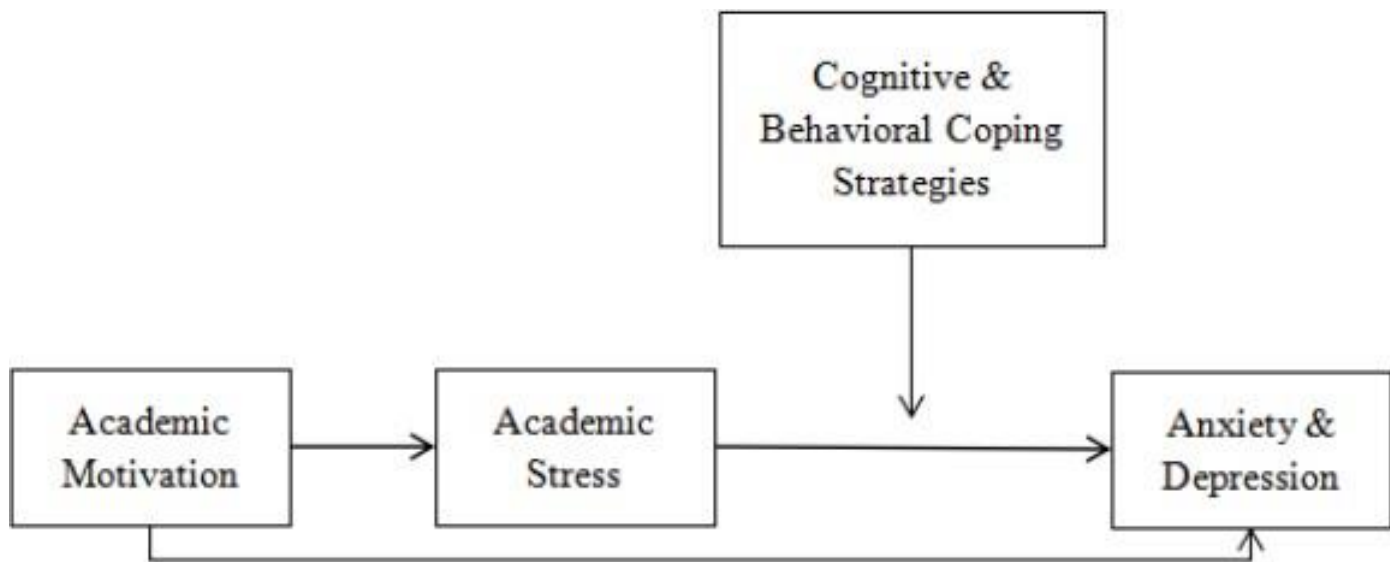 Cognitive &
Behavioral Coping
Strategies
Academic
Motivation
Academic
Stress
Anxiety &
Depression